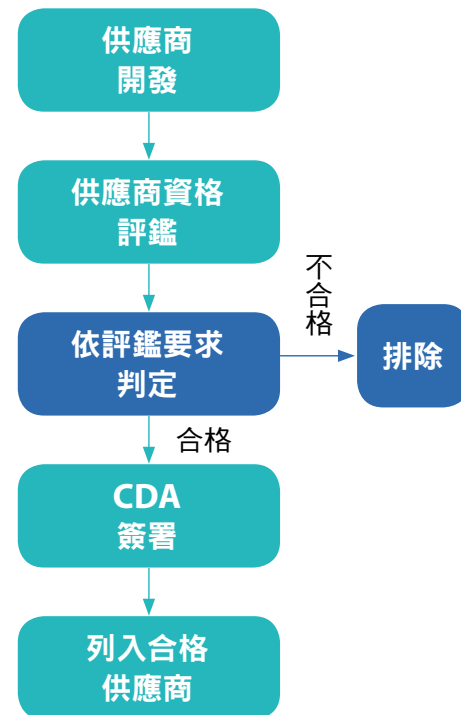 供應商
開發
供應商資格
評鑑
依評鑑要求
判定
不合格
排除
合格
CDA
簽署
列入合格
供應商